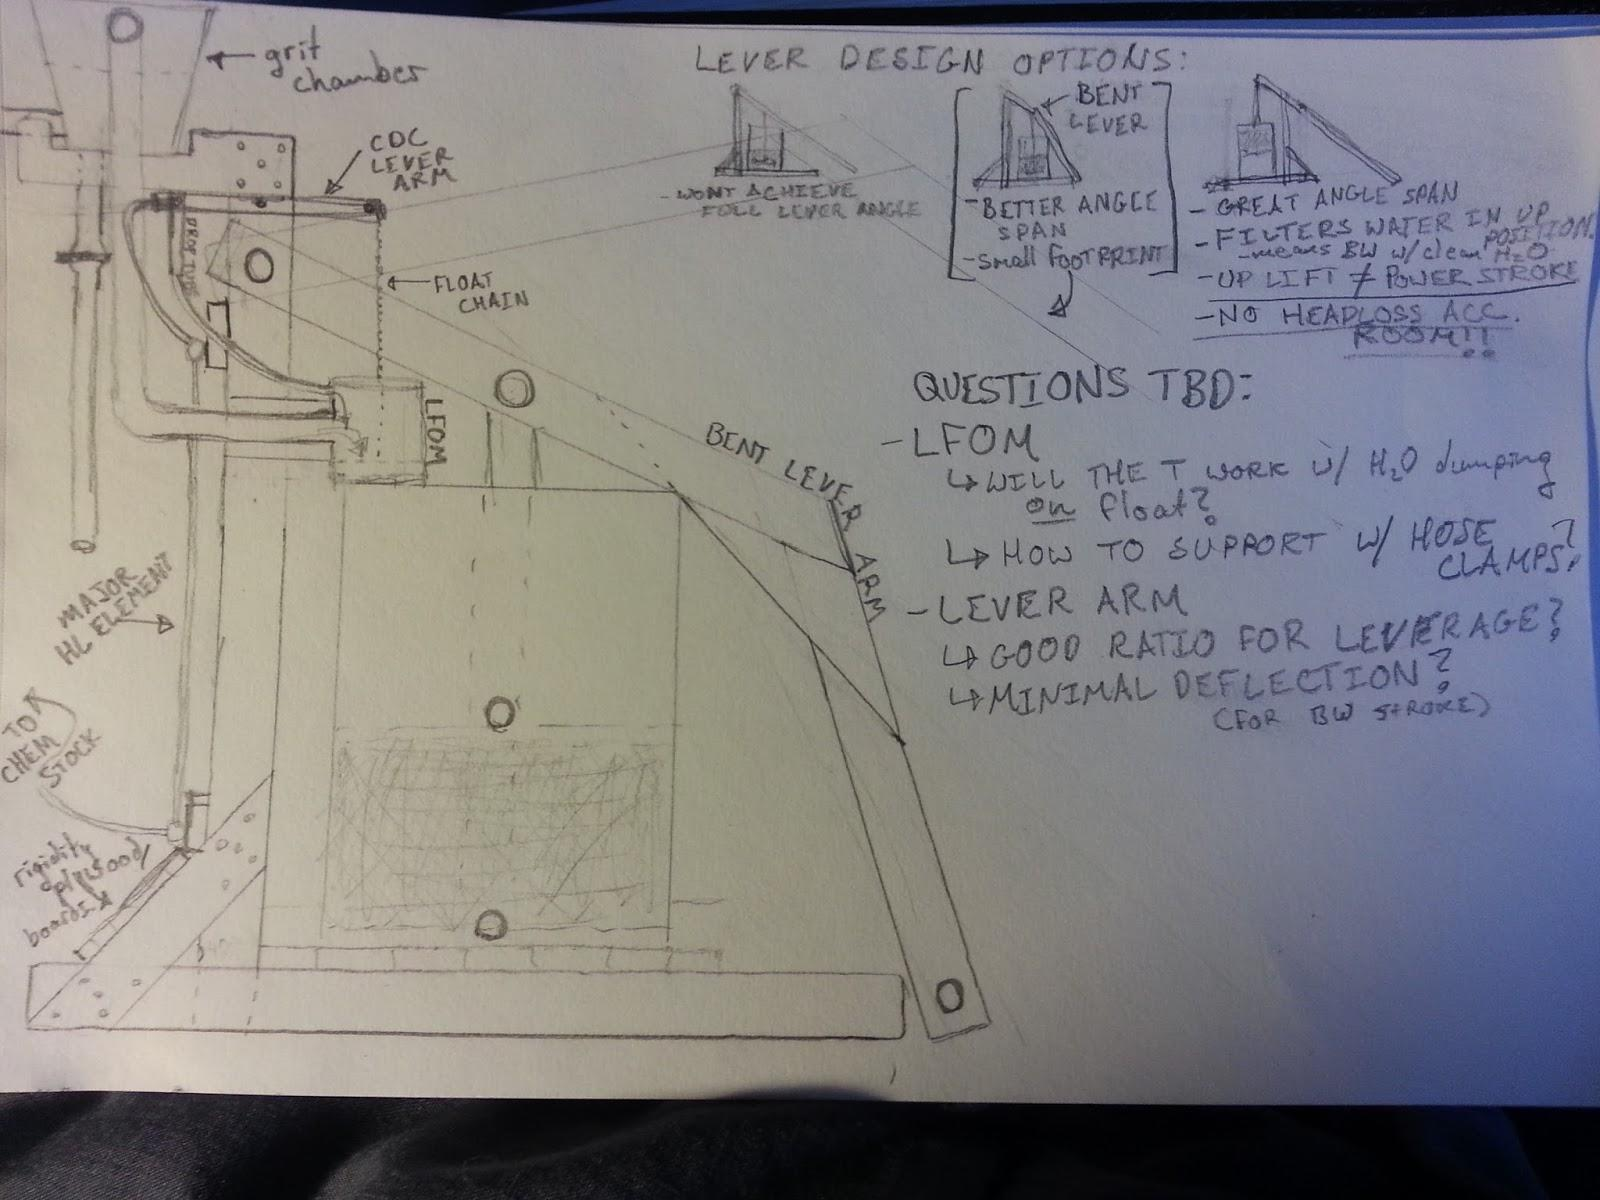 grit
chamber
CDC
LEVER
ARM
DROP TUBE
FLOAT
CHAIN
LFOM
BENT LEVER ARM
MAJOR
HL ELEMENT
TO
CHEM
STOCK
rigidity
plywood/
boards
LEVER DESIGN OPTIONS:
- WONT ACHIEVE
FULL LEVER ANGLE
BENT
LEVER
- BETTER ANGLE
SPAN
- Small FOOTPRINT
- GREAT ANGLE SPAN
- FILTERS WATER IN UP
POSITION.
- means BW w/ clean H2O
- UP LIFT ≠ POWER STROKE
- NO HEADLOSS ACC.
ROOM!!
QUESTIONS TBD:
- LFOM
↳ WILL THE T WORK w/ H2O dumping
on float?
↳ HOW TO SUPPORT w/ HOSE
CLAMPS?
- LEVER ARM
↳ GOOD RATIO FOR LEVERAGE?
↳ MINIMAL DEFLECTION?
(FOR BW STROKE)